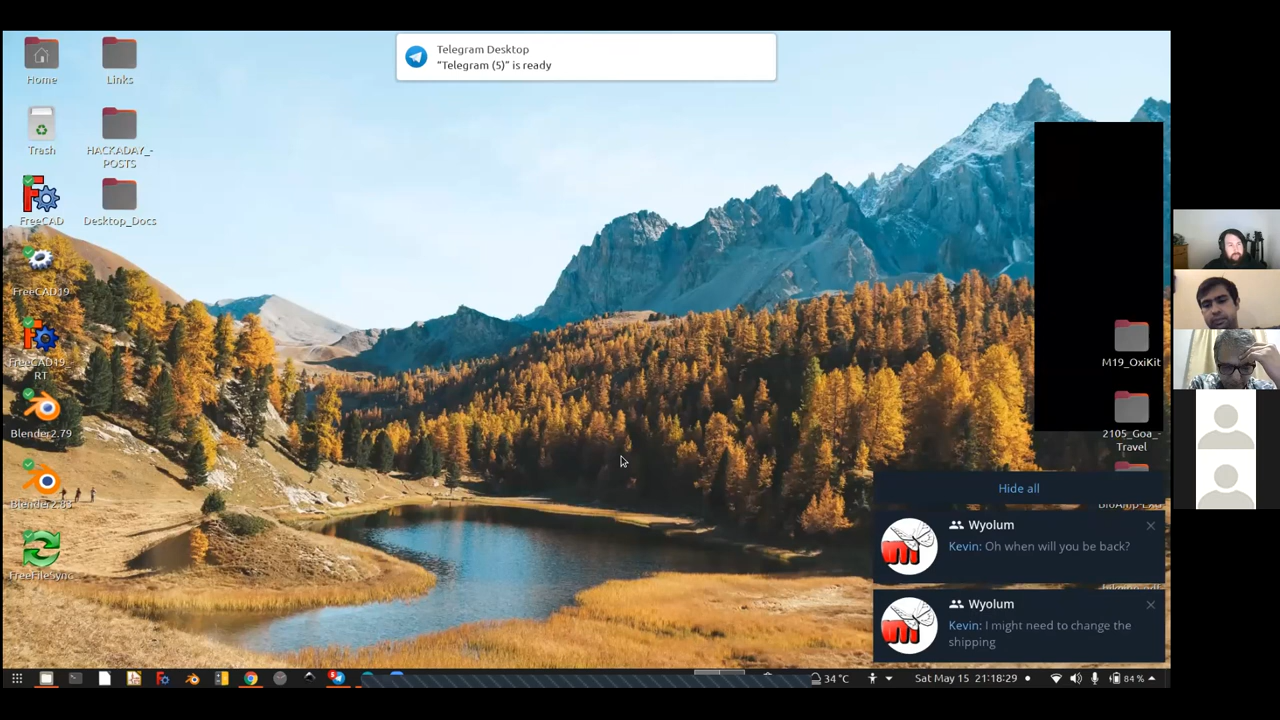 Telegram Desktop
“Telegram (5)” is ready
Home
Links
Trash
HACKADAY_-
POSTS
FreeCAD
Desktop_Docs
FreeCAD19
FreeCAD19_
RT
Blender2.79
Blender2.83
FreeFileSync
M19_OxiKit
2105_Goa_-
Travel
Hide all
Wyolum
Kevin: Oh when will you be back?
Wyolum
Kevin: I might need to change the
shipping
34 °C
Sat May 15 21:18:29
84 %